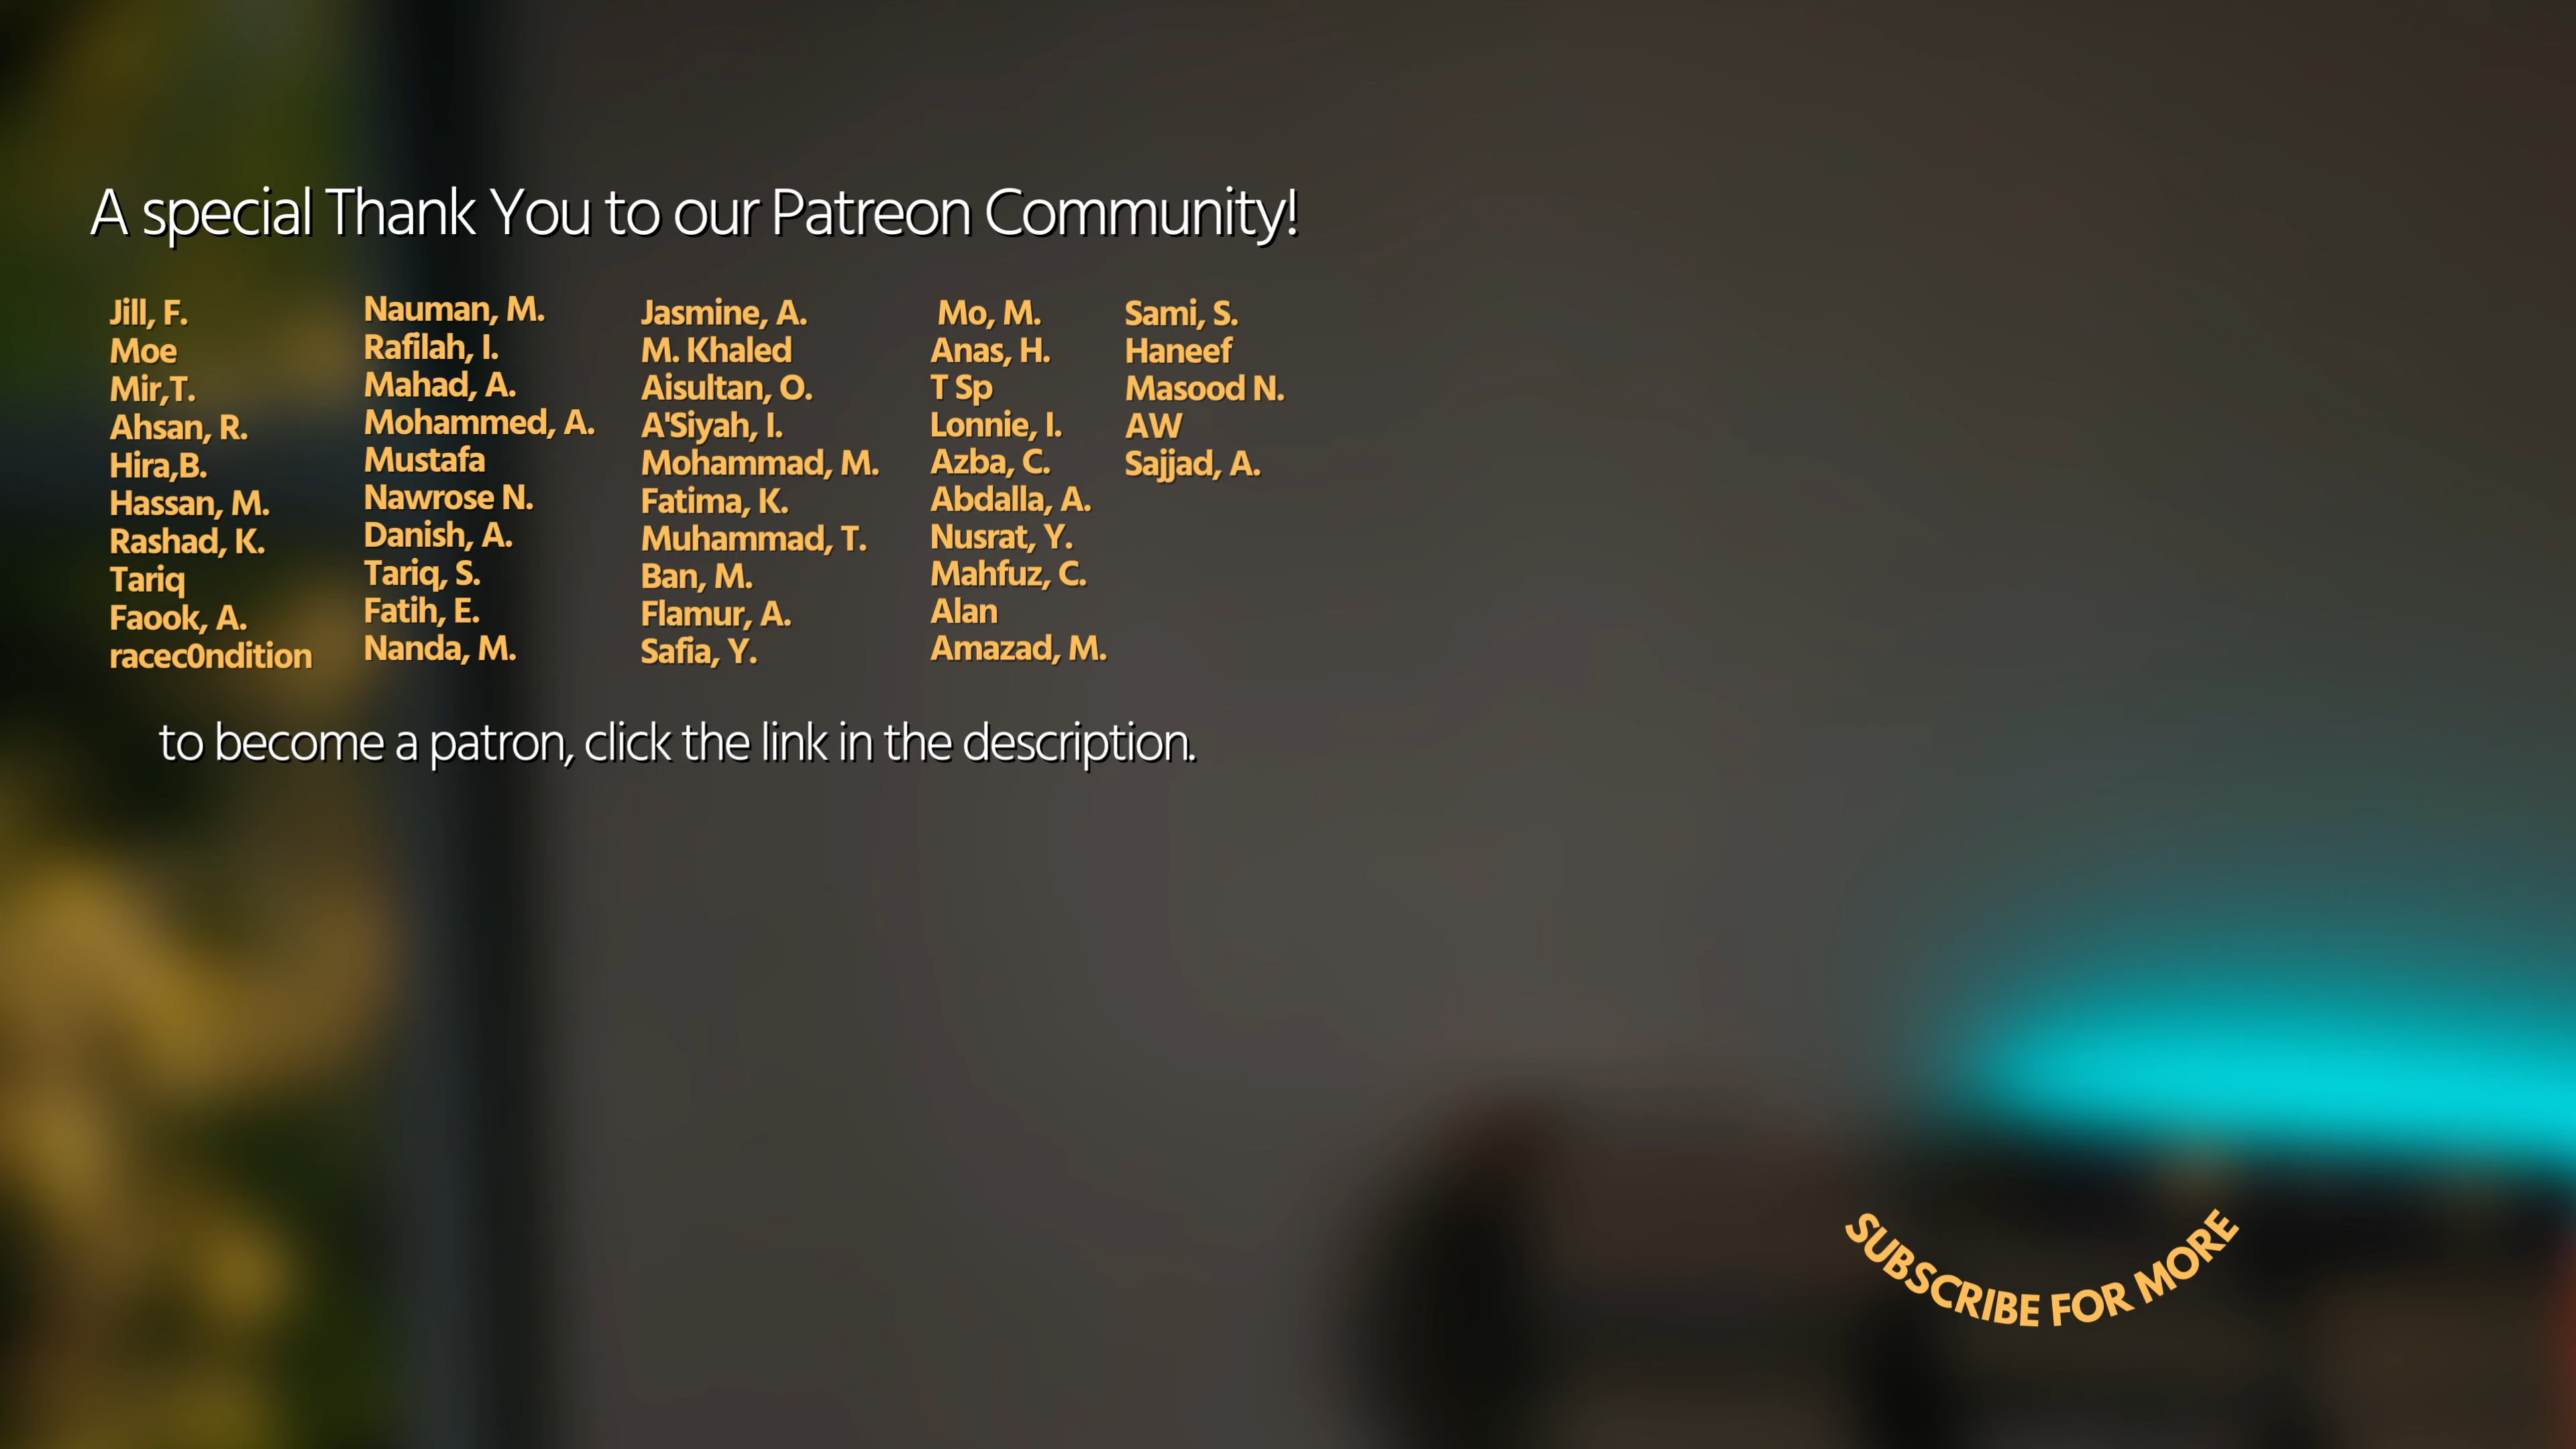 A special Thank You to our Patreon Community!
Jill, F.
Moe
Mir,T.
Ahsan, R.
Hira,B.
Hassan, M.
Rashad, K.
Tariq
Faook, A.
racec0ndition
Nauman, M.
Rafilah, I.
Mahad, A.
Mohammed, A.
Mustafa
Nawrose N.
Danish, A.
Tariq, S.
Fatih, E.
Nanda, M.
Jasmine, A.
M. Khaled
Aisultan, O.
A'Siyah, I.
Mohammad, M.
Fatima, K.
Muhammad, T.
Ban, M.
Flamur, A.
Safia, Y.
Mo, M.
Anas, H.
T Sp
Lonnie, I.
Azba, C.
Abdalla, A.
Nusrat, Y.
Mahfuz, C.
Alan
Amazad, M.
Sami, S.
Haneef
Masood N.
AW
Sajjad, A.
to become a patron, click the link in the description.
SUBSCRIBE FOR MORE